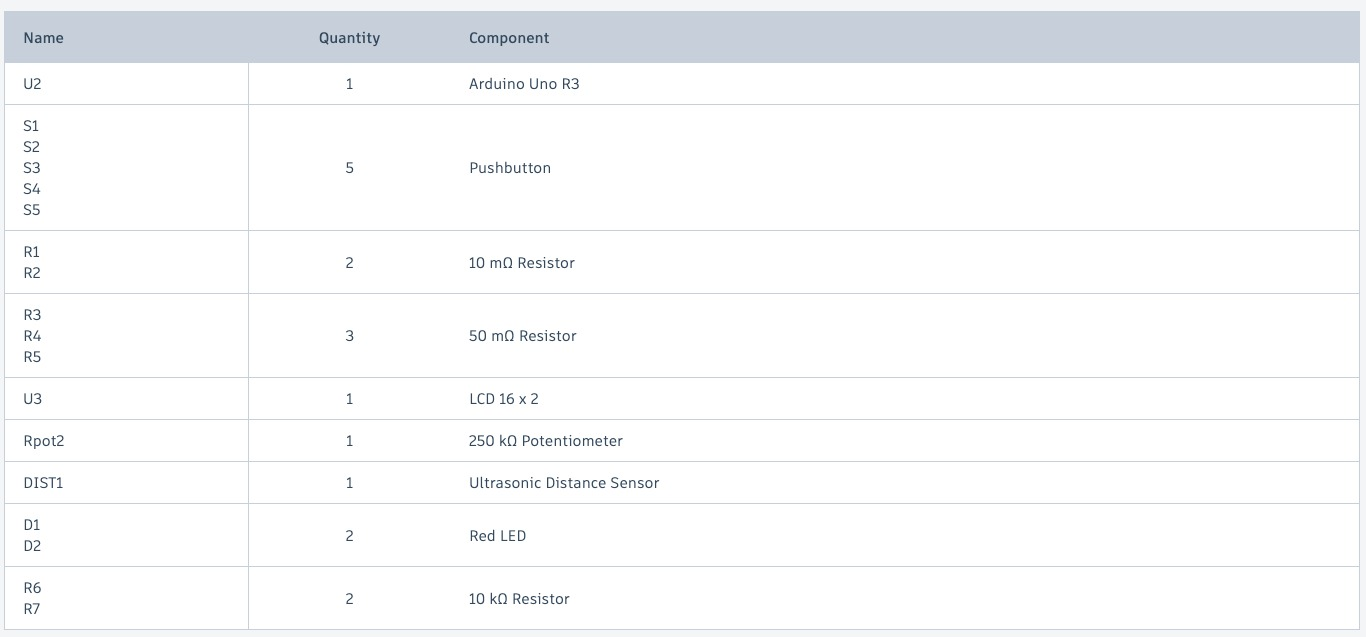 Name Quantity Component
U2 1 Arduino Uno R3
S1
S2
S3 5 Pushbutton
S4
S5
R1
R2
2 10 mΩ Resistor
R3
R4 3 50 mΩ Resistor
R5
U3 1 LCD 16 x 2
Rpot2 1 250 kΩ Potentiometer
DIST1 1 Ultrasonic Distance Sensor
D1
D2
2 Red LED
R6
R7
2 10 kΩ Resistor